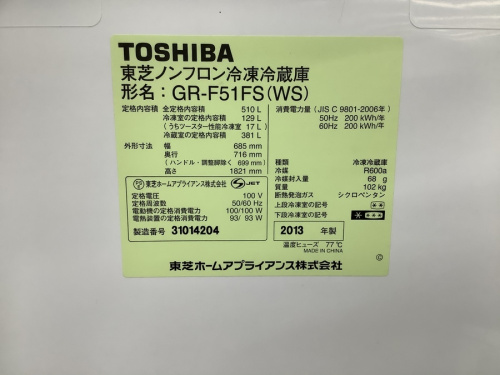 TOSHIBA
東芝ノンフロン冷凍冷蔵庫
形名：GR-F51FS(WS)
定格内容積 全定格内容積 510 L
冷凍室の定格内容積 129 L
(うちツースター性能冷凍室 17 L)
冷蔵室の定格内容積 381 L
外形寸法 幅 685 mm
奥行 716 mm
(ハンドル・調整脚除く 699 mm)
高さ 1821 mm
消費電力量 (JIS C 9801-2006年)
50Hz 200 kWh/年
60Hz 200 kWh/年
種類 冷凍冷蔵庫
冷媒 R600a
冷媒封入量 68 g
質量 102 kg
断熱発泡ガス シクロペンタン
上段冷凍室の記号 ＊＊
下段冷凍室の記号 ＊ ＊＊＊
東芝ホームアプライアンス株式会社 JET
定格電圧 100 V
定格周波数 50/60 Hz
電動機の定格消費電力 100/100 W
電熱装置の定格消費電力 93/ 93 W
製造番号 31014204
2013 年製
温度ヒューズ 77℃
MADE IN CHINA
東芝ホームアプライアンス株式会社
Ⓒ